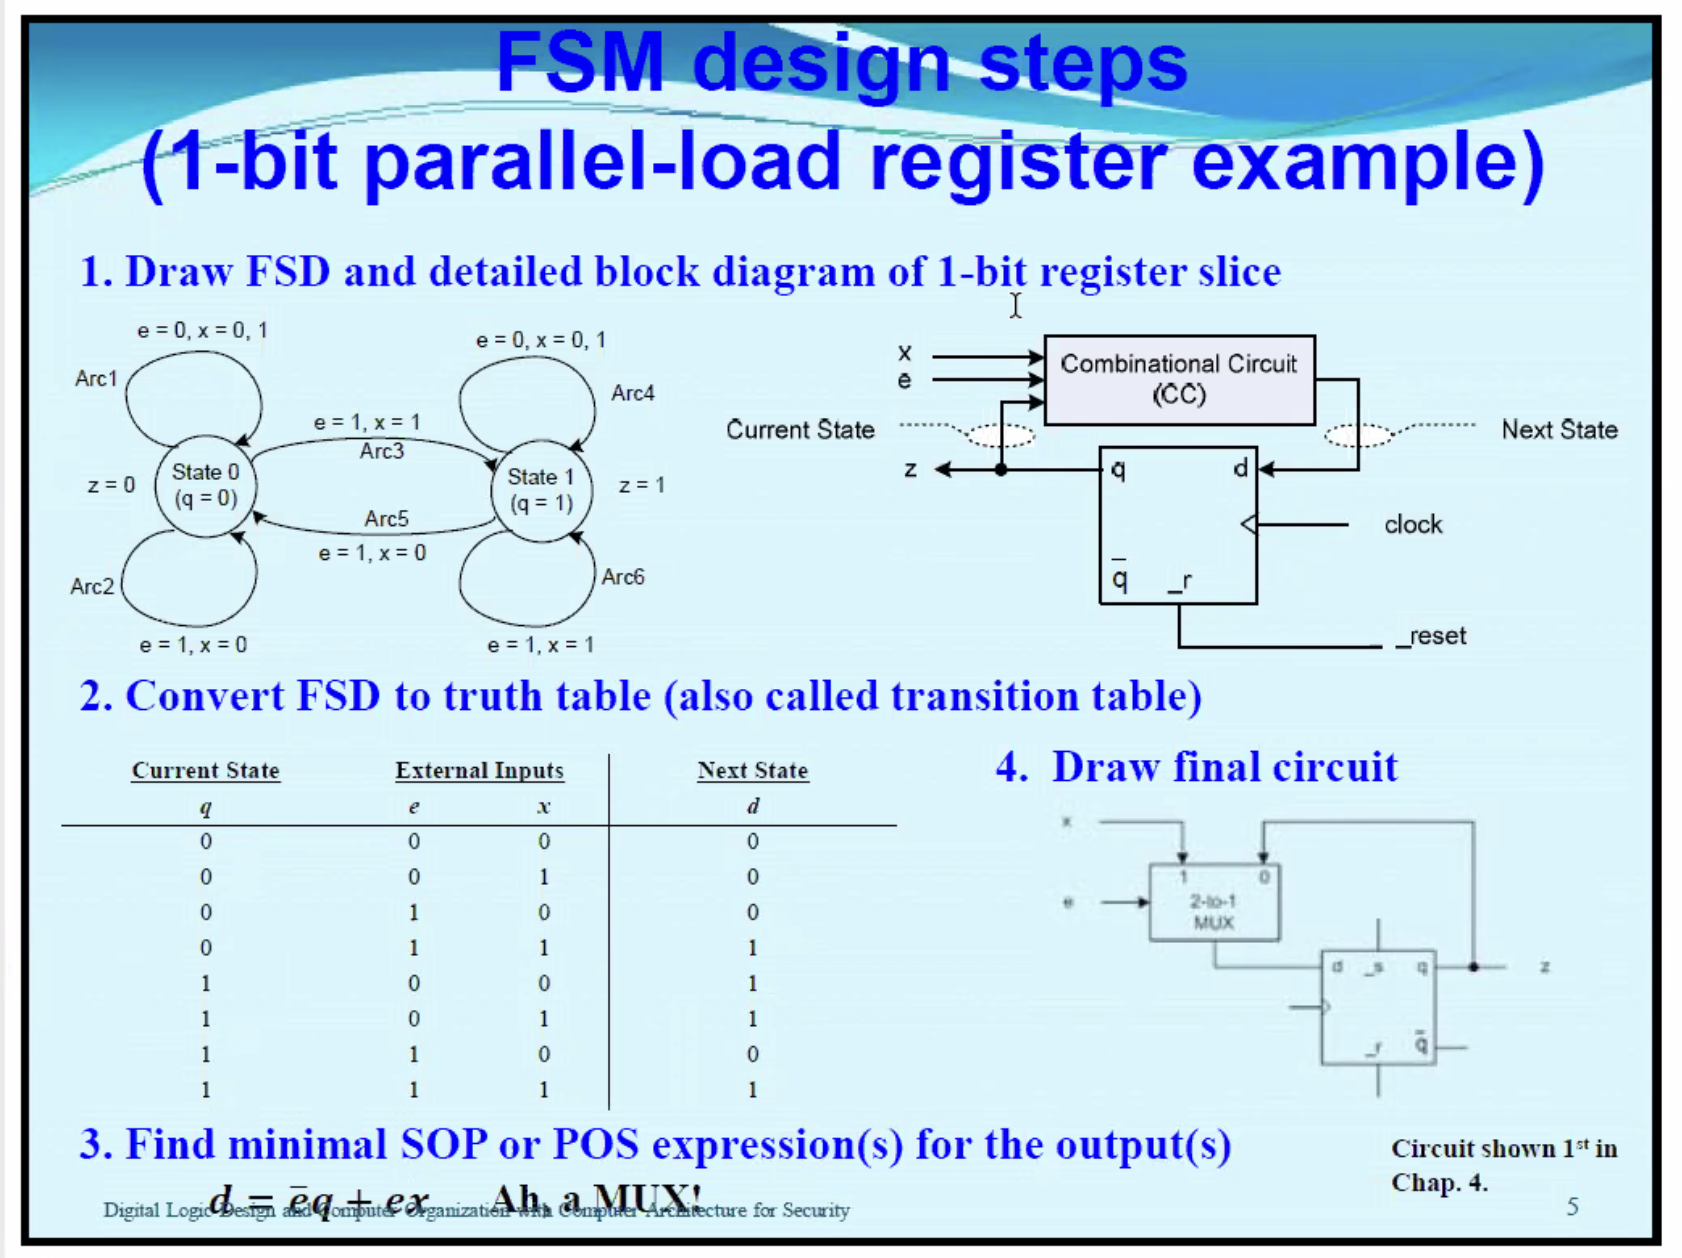 FSM design steps
(1-bit parallel-load register example)
1. Draw FSD and detailed block diagram of 1-bit register slice
e = 0, x = 0, 1
e = 0, x = 0, 1
Arc1
Arc4
e = 1, x = 1
Arc3
z = 0
State 0
(q = 0)
State 1
(q = 1)
z = 1
Arc5
e = 1, x = 0
Arc2
Arc6
e = 1, x = 0
e = 1, x = 1
x
e
Combinational Circuit
(CC)
Current State
Next State
z
q
d
clock
q̅
_r
_reset
2. Convert FSD to truth table (also called transition table)
Current State External Inputs Next State
q e x d
0 0 0 0
0 0 1 0
0 1 0 0
0 1 1 1
1 0 0 1
1 0 1 1
1 1 0 0
1 1 1 1
4. Draw final circuit
x
1 0
e
2-to-1
MUX
d _s q z
_r q̅
3. Find minimal SOP or POS expression(s) for the output(s)
d = e̅q + ex Ah, a MUX!
Circuit shown 1st in
Chap. 4.
Digital Logic Design and Computer Organization with Computer Architecture for Security
5